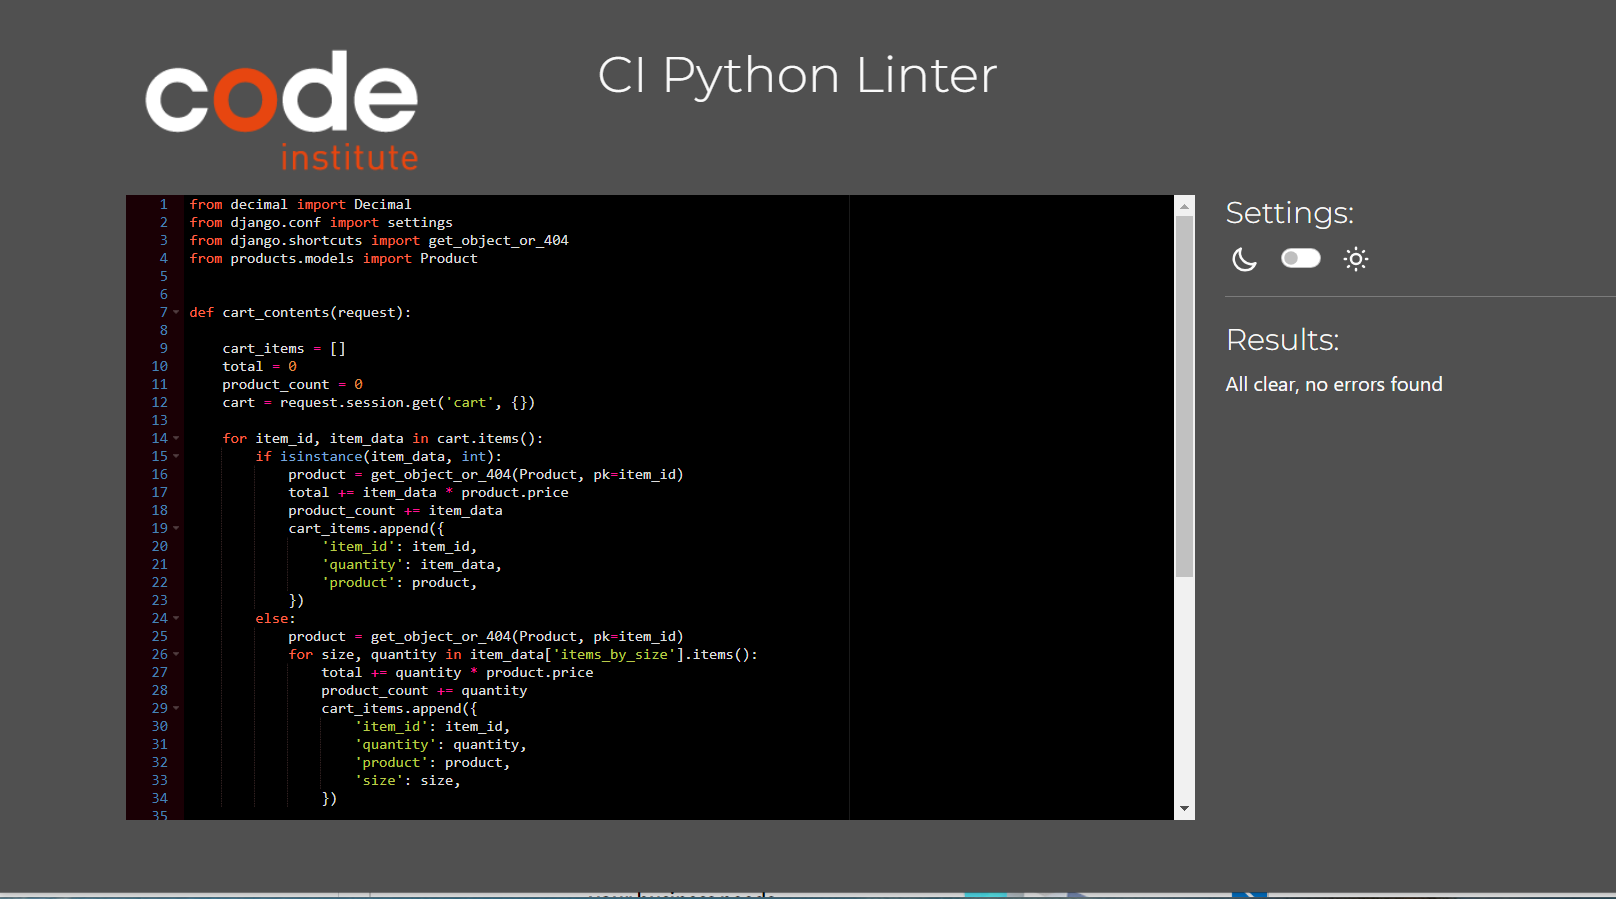 code
institute
CI Python Linter
1 from decimal import Decimal
2 from django.conf import settings
3 from django.shortcuts import get_object_or_404
4 from products.models import Product
5
6
7 def cart_contents(request):
8
9     cart_items = []
10     total = 0
11     product_count = 0
12     cart = request.session.get('cart', {})
13
14     for item_id, item_data in cart.items():
15         if isinstance(item_data, int):
16             product = get_object_or_404(Product, pk=item_id)
17             total += item_data * product.price
18             product_count += item_data
19             cart_items.append({
20                 'item_id': item_id,
21                 'quantity': item_data,
22                 'product': product,
23             })
24         else:
25             product = get_object_or_404(Product, pk=item_id)
26             for size, quantity in item_data['items_by_size'].items():
27                 total += quantity * product.price
28                 product_count += quantity
29                 cart_items.append({
30                     'item_id': item_id,
31                     'quantity': quantity,
32                     'product': product,
33                     'size': size,
34                 })
35
Settings:
Results:
All clear, no errors found